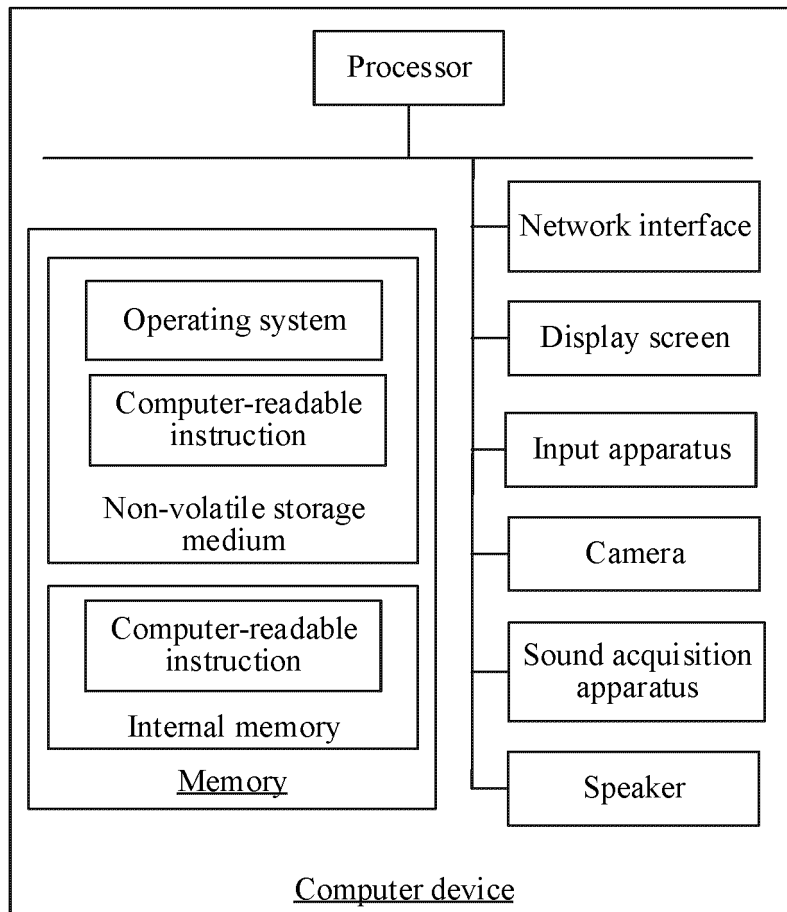 Processor
Network interface
Operating system
Display screen
Computer-readable
instruction
Input apparatus
Non-volatile storage
medium
Camera
Computer-readable
instruction
Sound acquisition
apparatus
Internal memory
Memory
Speaker
Computer device